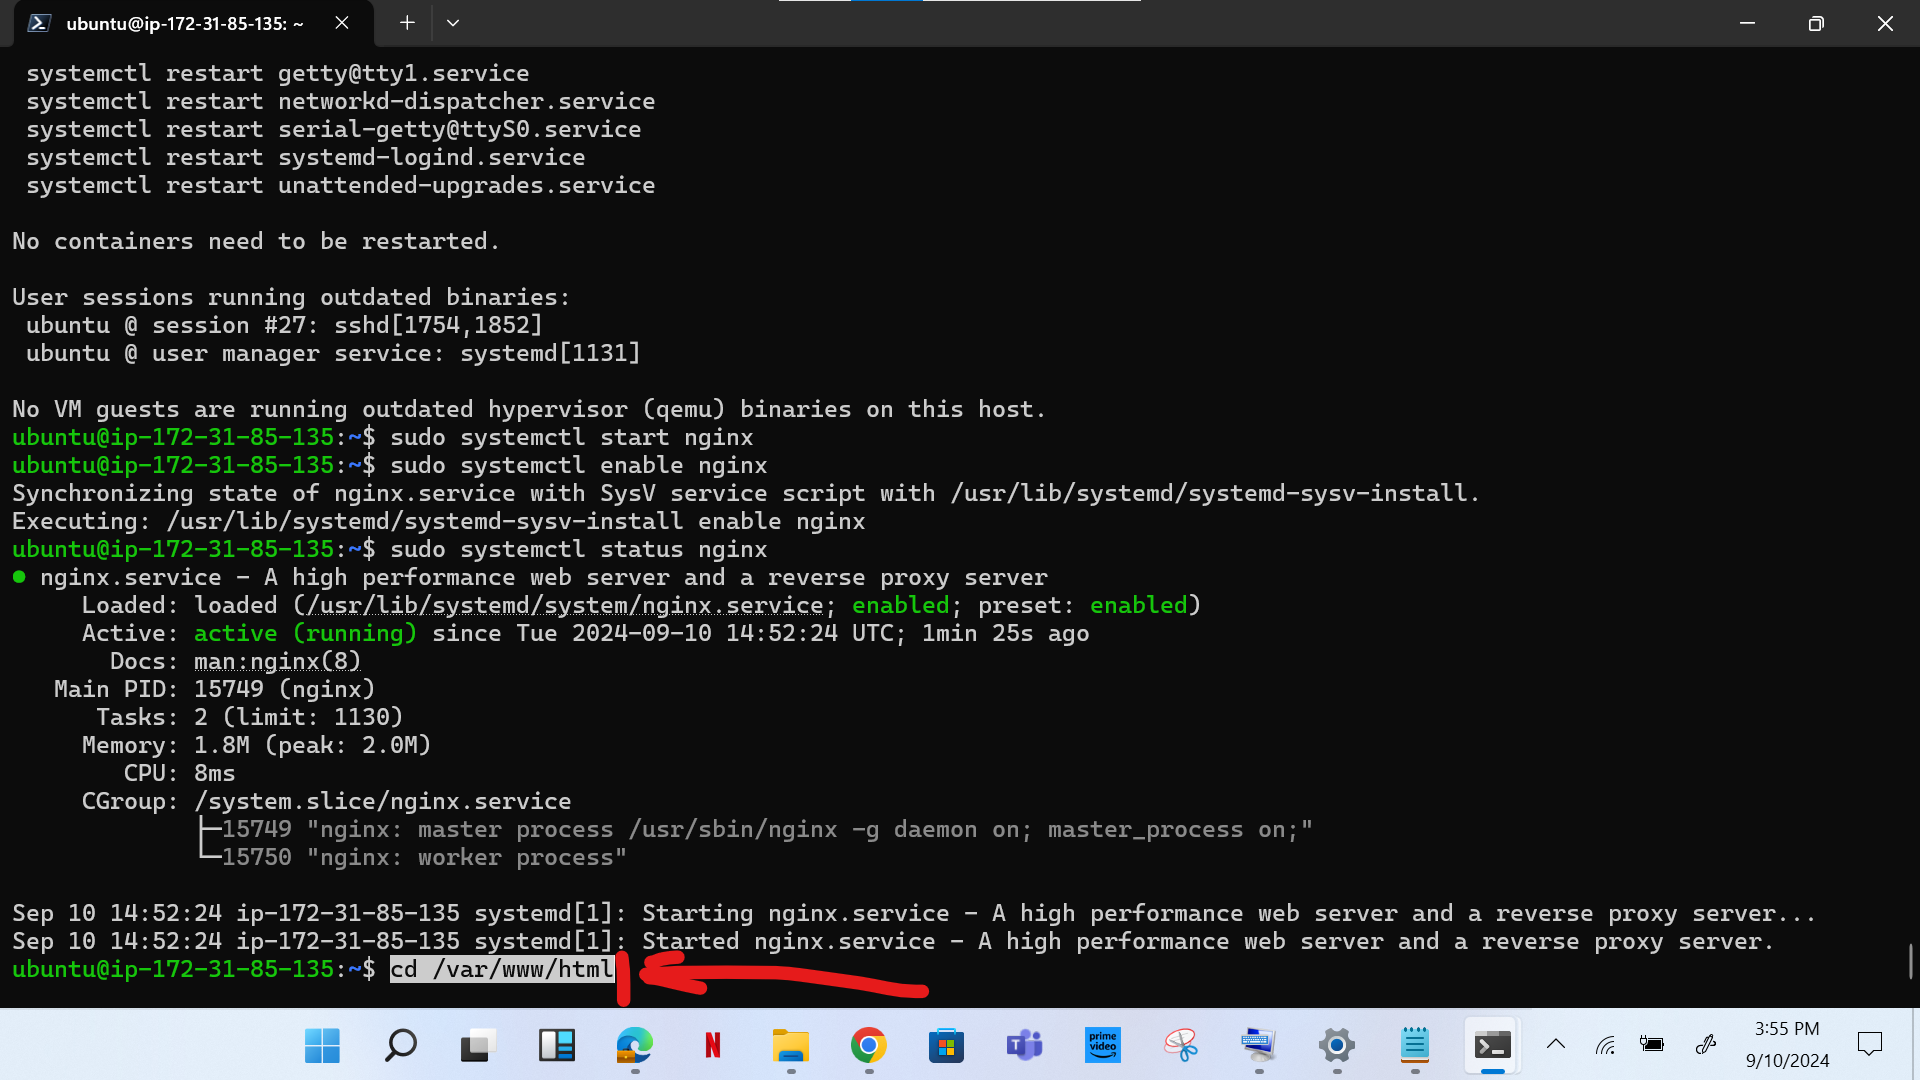 ubuntu@ip-172-31-85-135: ~
systemctl restart getty@tty1.service
systemctl restart networkd-dispatcher.service
systemctl restart serial-getty@ttyS0.service
systemctl restart systemd-logind.service
systemctl restart unattended-upgrades.service
No containers need to be restarted.
User sessions running outdated binaries:
ubuntu @ session #27: sshd[1754,1852]
ubuntu @ user manager service: systemd[1131]
No VM guests are running outdated hypervisor (qemu) binaries on this host.
ubuntu@ip-172-31-85-135:~$ sudo systemctl start nginx
ubuntu@ip-172-31-85-135:~$ sudo systemctl enable nginx
Synchronizing state of nginx.service with SysV service script with /usr/lib/systemd/systemd-sysv-install.
Executing: /usr/lib/systemd/systemd-sysv-install enable nginx
ubuntu@ip-172-31-85-135:~$ sudo systemctl status nginx
● nginx.service - A high performance web server and a reverse proxy server
Loaded: loaded (/usr/lib/systemd/system/nginx.service; enabled; preset: enabled)
Active: active (running) since Tue 2024-09-10 14:52:24 UTC; 1min 25s ago
Docs: man:nginx(8)
Main PID: 15749 (nginx)
Tasks: 2 (limit: 1130)
Memory: 1.8M (peak: 2.0M)
CPU: 8ms
CGroup: /system.slice/nginx.service
├─15749 "nginx: master process /usr/sbin/nginx -g daemon on; master_process on;"
└─15750 "nginx: worker process"
Sep 10 14:52:24 ip-172-31-85-135 systemd[1]: Starting nginx.service - A high performance web server and a reverse proxy server...
Sep 10 14:52:24 ip-172-31-85-135 systemd[1]: Started nginx.service - A high performance web server and a reverse proxy server.
ubuntu@ip-172-31-85-135:~$ cd /var/www/html
N
T
prime
video
3:55 PM
9/10/2024